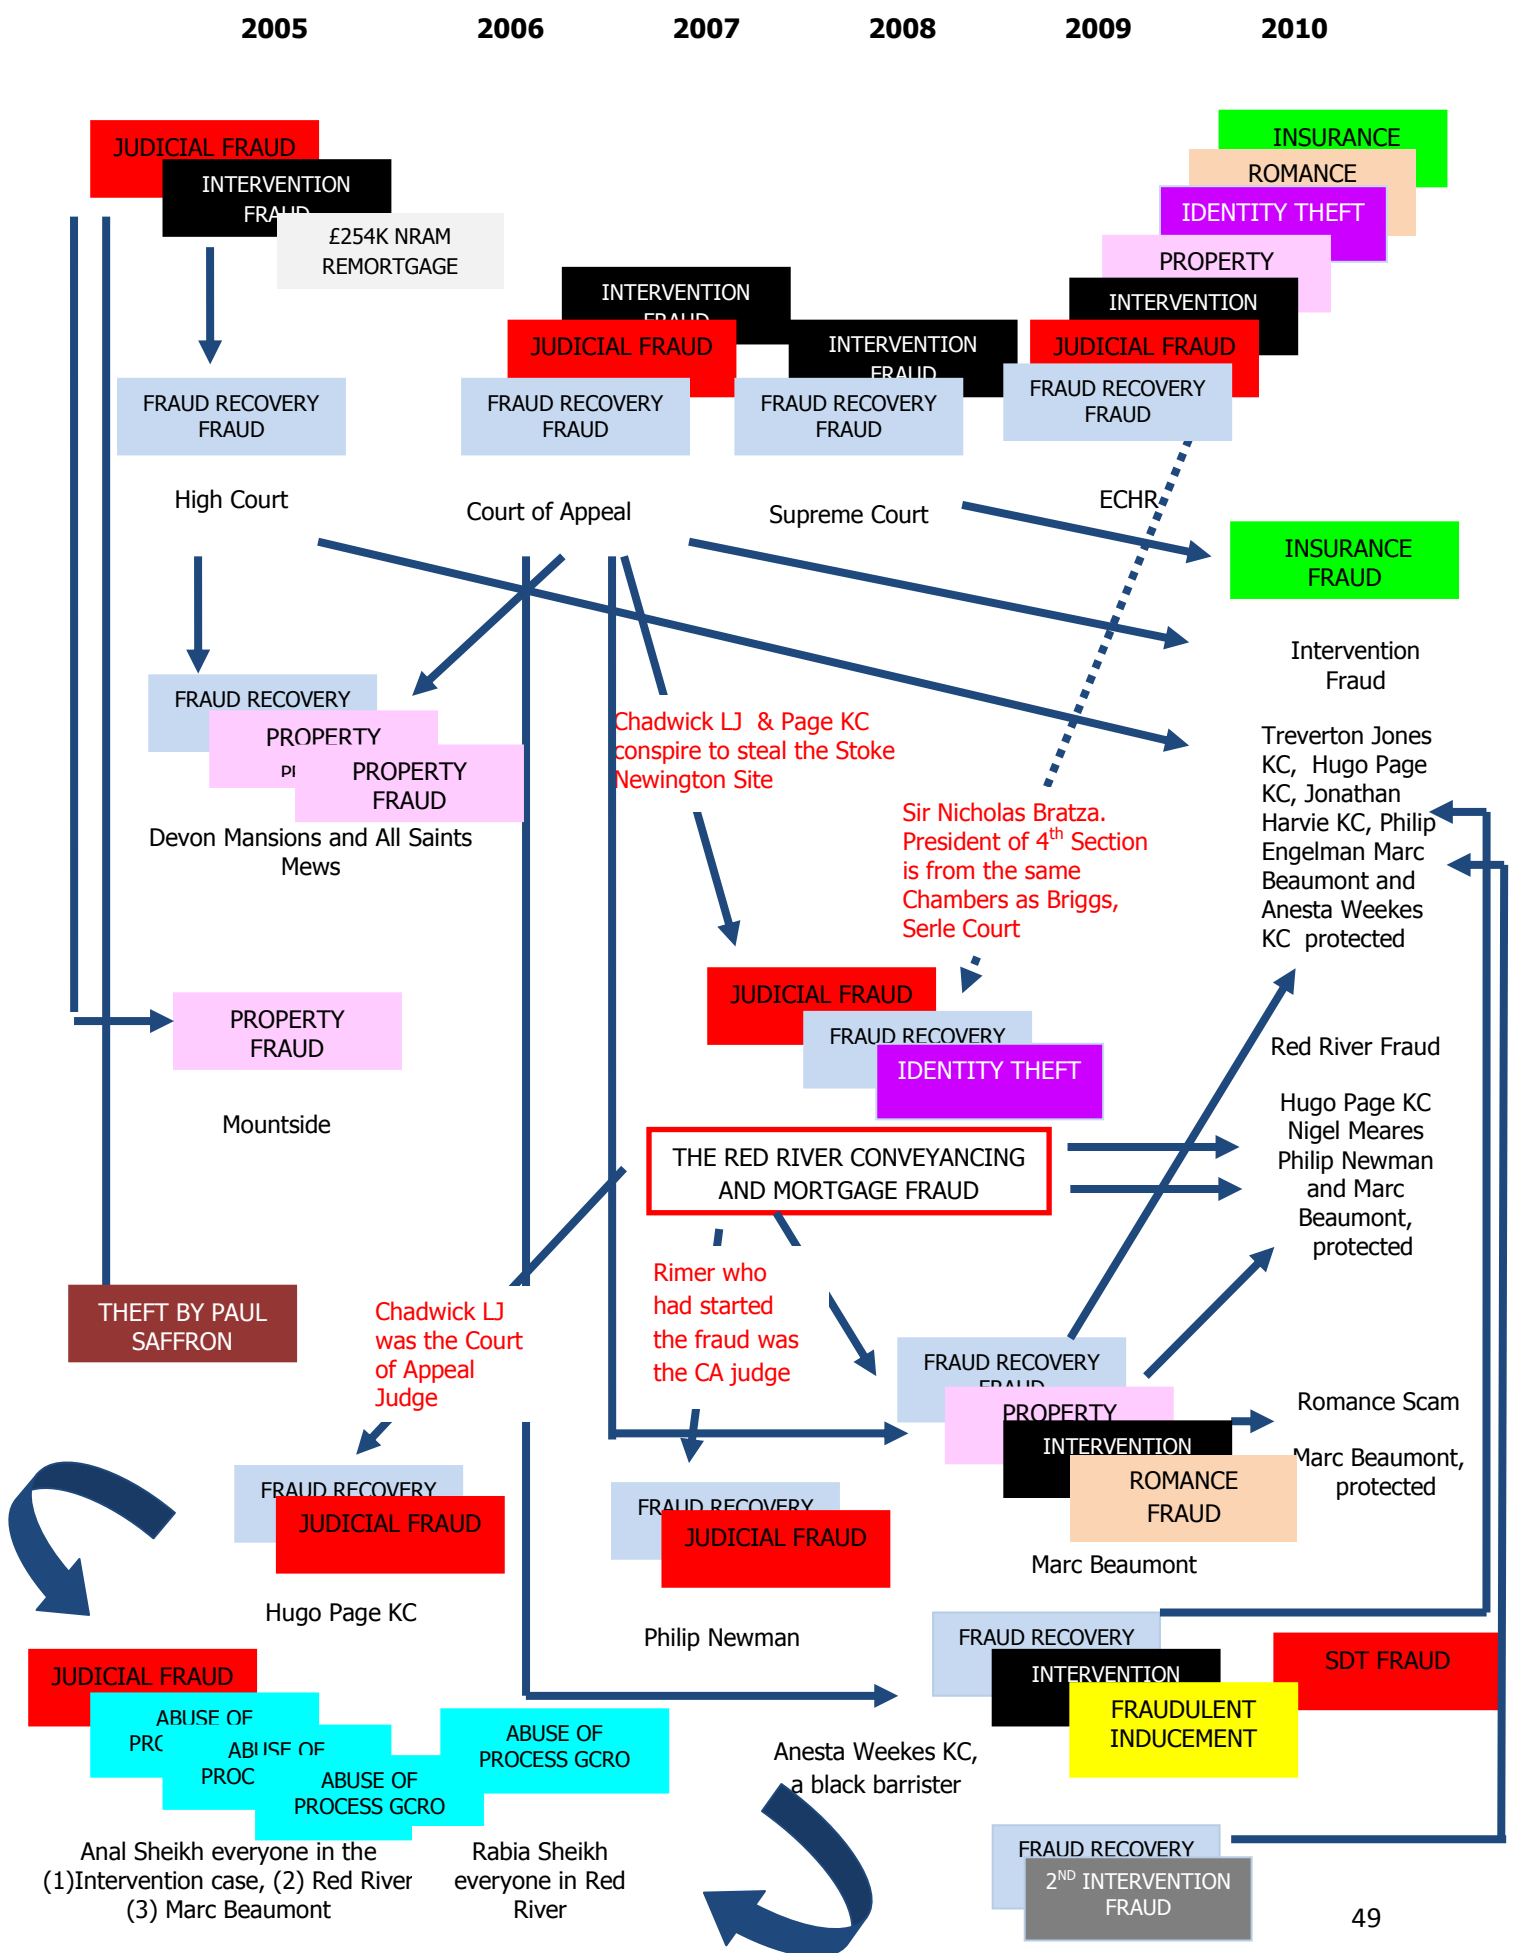 2005 2006 2007 2008 2009 2010
JUDICIAL FRAUD
INTERVENTION
FRAUD
£254K NRAM
REMORTGAGE
INTERVENTION
FRAUD
JUDICIAL FRAUD
INTERVENTION
FRAUD
INSURANCE
ROMANCE
IDENTITY THEFT
PROPERTY
INTERVENTION
JUDICIAL FRAUD
FRAUD RECOVERY
FRAUD
FRAUD RECOVERY
FRAUD
FRAUD RECOVERY
FRAUD
FRAUD RECOVERY
FRAUD
High Court
Court of Appeal
Supreme Court
ECHR
INSURANCE
FRAUD
Intervention
Fraud
Treverton Jones
KC, Hugo Page
KC, Jonathan
Harvie KC, Philip
Engelman Marc
Beaumont and
Anesta Weekes
KC protected
FRAUD RECOVERY
PROPERTY
PROPERTY
FRAUD
Devon Mansions and All Saints
Mews
Chadwick LJ & Page KC
conspire to steal the Stoke
Newington Site
Sir Nicholas Bratza.
President of 4th Section
is from the same
Chambers as Briggs,
Serle Court
PROPERTY
FRAUD
Mountside
JUDICIAL FRAUD
FRAUD RECOVERY
IDENTITY THEFT
Red River Fraud
Hugo Page KC
Nigel Meares
Philip Newman
and Marc
Beaumont,
protected
THE RED RIVER CONVEYANCING
AND MORTGAGE FRAUD
THEFT BY PAUL
SAFFRON
Chadwick LJ
was the Court
of Appeal
Judge
Rimer who
had started
the fraud was
the CA judge
FRAUD RECOVERY
FRAUD
PROPERTY
INTERVENTION
ROMANCE
FRAUD
Marc Beaumont
Romance Scam
Marc Beaumont,
protected
FRAUD RECOVERY
JUDICIAL FRAUD
Hugo Page KC
FRAUD RECOVERY
JUDICIAL FRAUD
Philip Newman
FRAUD RECOVERY
INTERVENTION
FRAUDULENT
INDUCEMENT
SDT FRAUD
Anesta Weekes KC,
a black barrister
JUDICIAL FRAUD
ABUSE OF
ABUSE OF
ABUSE OF
PROCESS GCRO
ABUSE OF
PROCESS GCRO
Anal Sheikh everyone in the
(1)Intervention case, (2) Red River
(3) Marc Beaumont
Rabia Sheikh
everyone in Red
River
FRAUD RECOVERY
2ND INTERVENTION
FRAUD
49